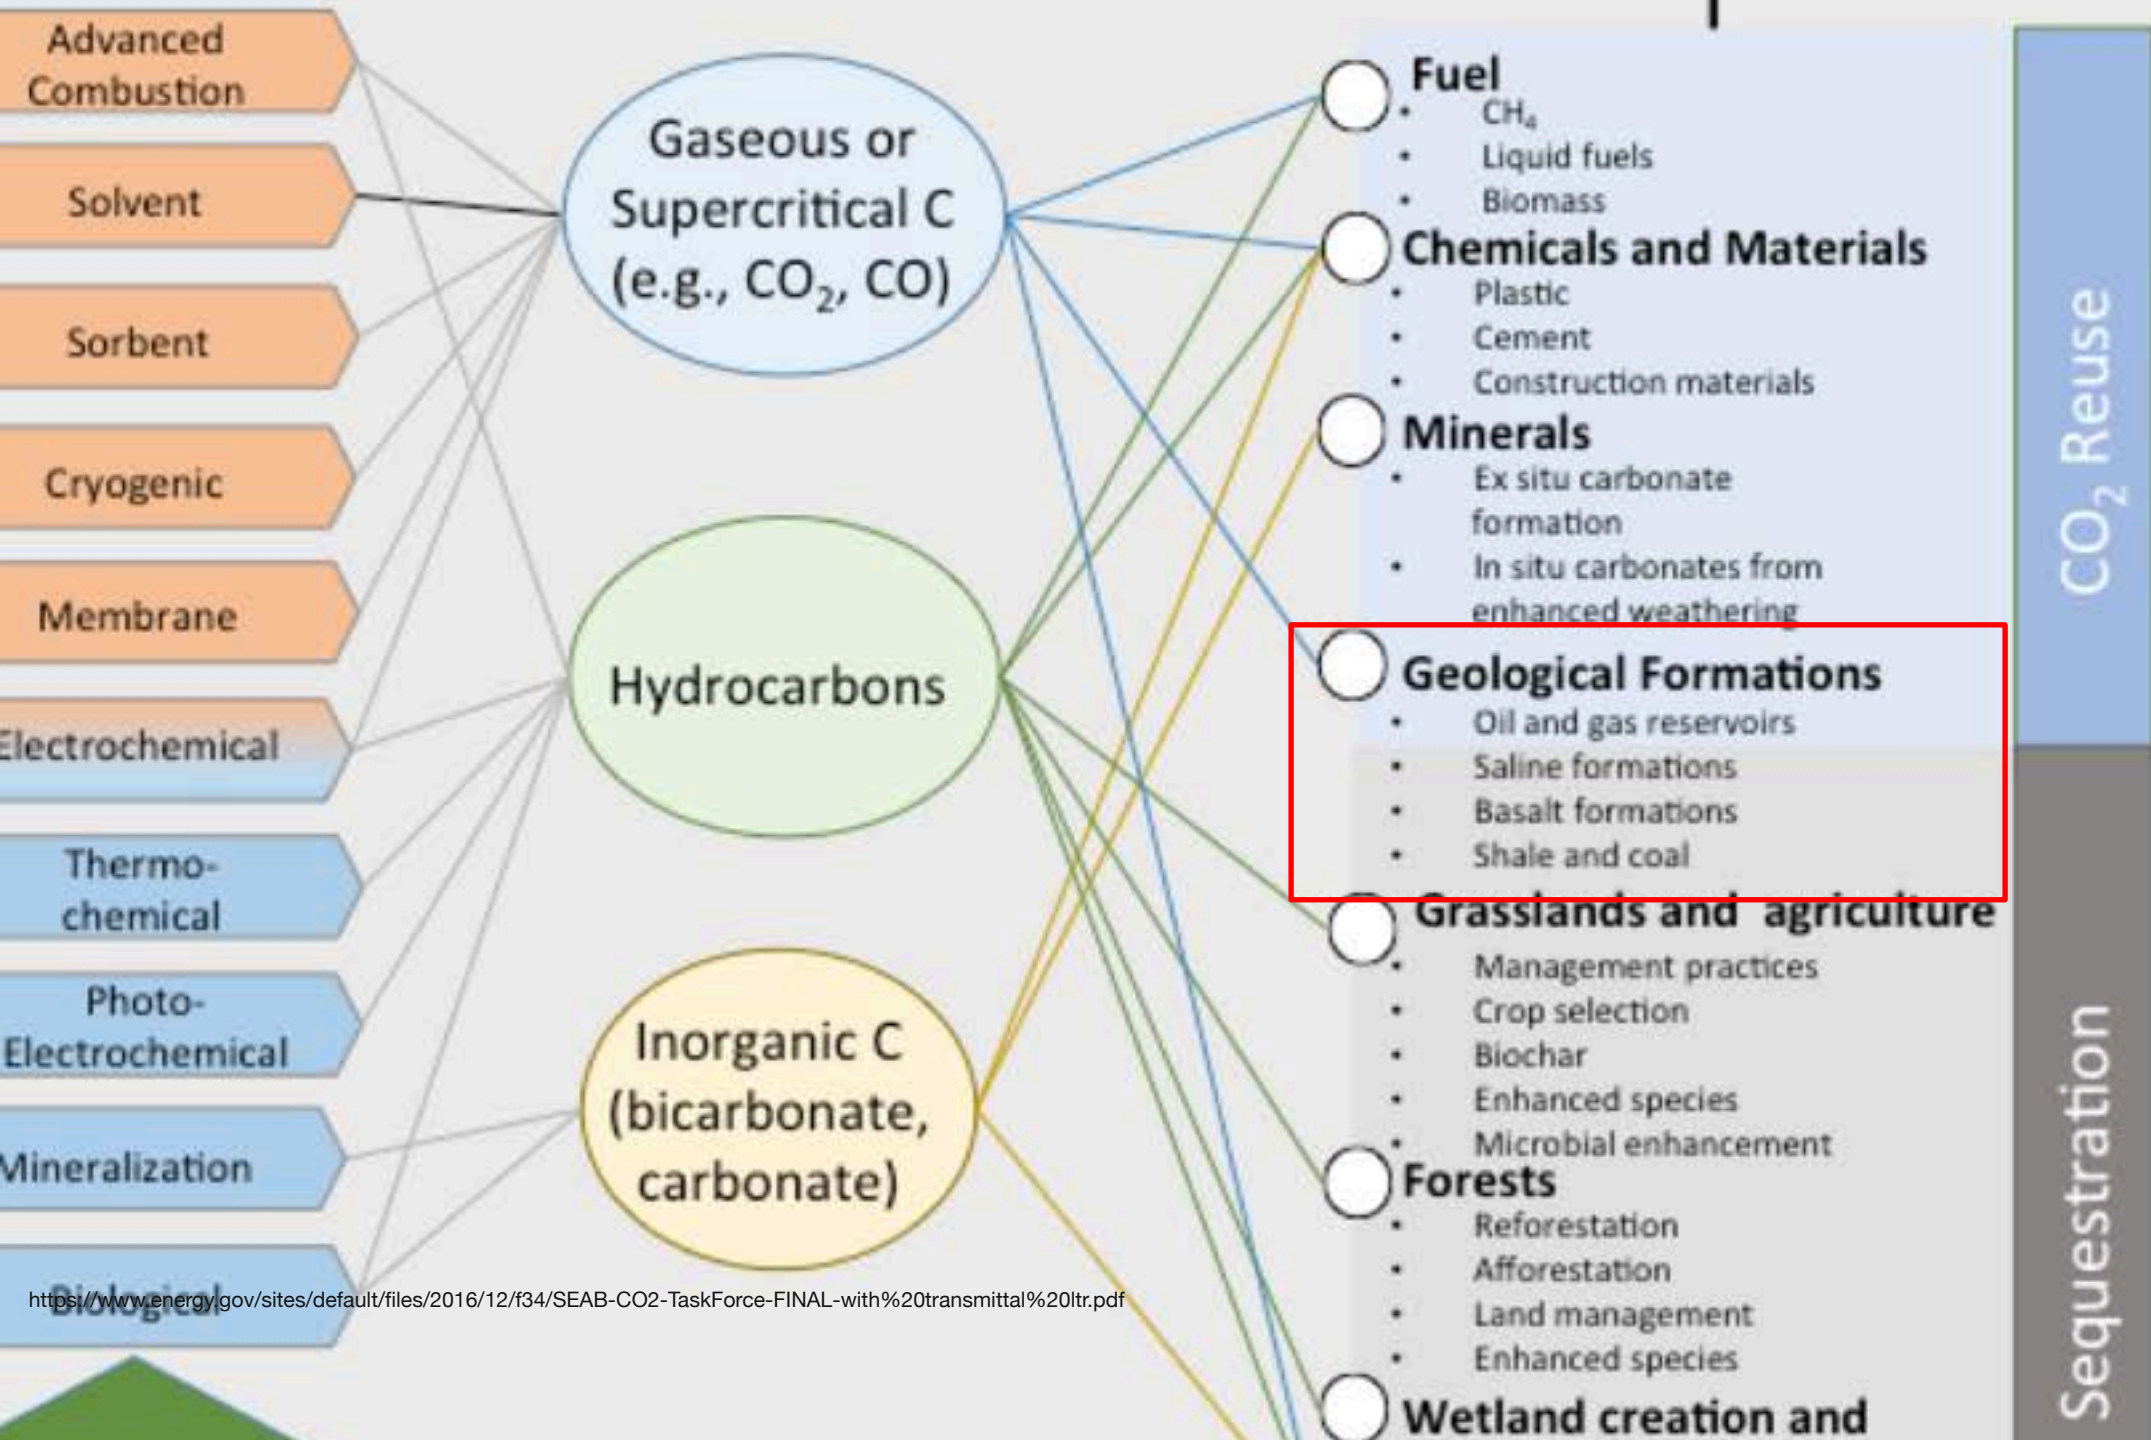 Advanced
Combustion
Solvent
Sorbent
Cryogenic
Membrane
Electrochemical
Thermo-
chemical
Photo-
Electrochemical
Mineralization
Biological
https://www.energy.gov/sites/default/files/2016/12/f34/SEAB-CO2-TaskForce-FINAL-with%20transmittal%20ltr.pdf
Gaseous or
Supercritical C
(e.g., CO₂, CO)
Hydrocarbons
Inorganic C
(bicarbonate,
carbonate)
Fuel
• CH₄
• Liquid fuels
• Biomass
Chemicals and Materials
• Plastic
• Cement
• Construction materials
Minerals
• Ex situ carbonate
formation
• In situ carbonates from
enhanced weathering
Geological Formations
• Oil and gas reservoirs
• Saline formations
• Basalt formations
• Shale and coal
Grasslands and agriculture
• Management practices
• Crop selection
• Biochar
• Enhanced species
• Microbial enhancement
Forests
• Reforestation
• Afforestation
• Land management
• Enhanced species
Wetland creation and
CO₂ Reuse
Sequestration